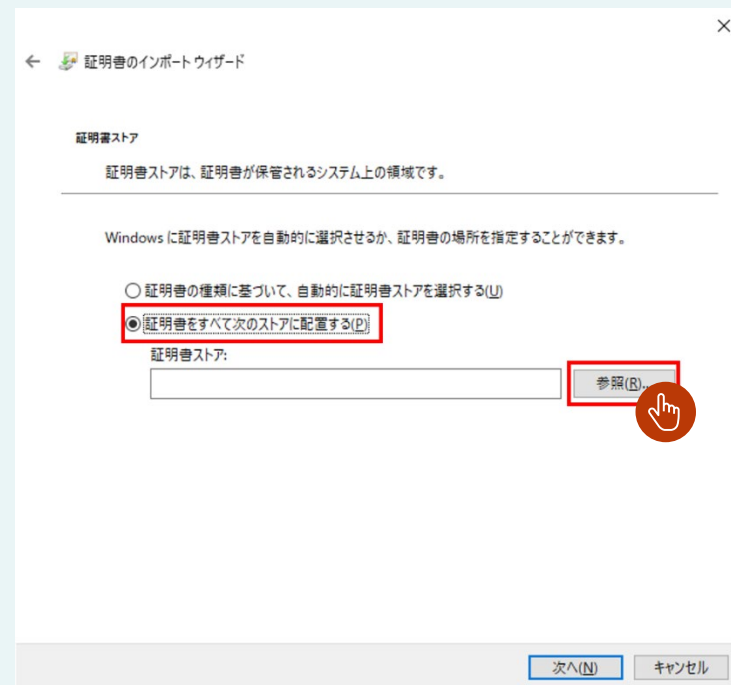 証明書のインポート ウィザード
証明書ストア
証明書ストアは、証明書が保管されるシステム上の領域です。
Windows に証明書ストアを自動的に選択させるか、証明書の場所を指定することができます。
証明書の種類に基づいて、自動的に証明書ストアを選択する(U)
証明書をすべて次のストアに配置する(P)
証明書ストア:
参照(R)...
次へ(N) キャンセル